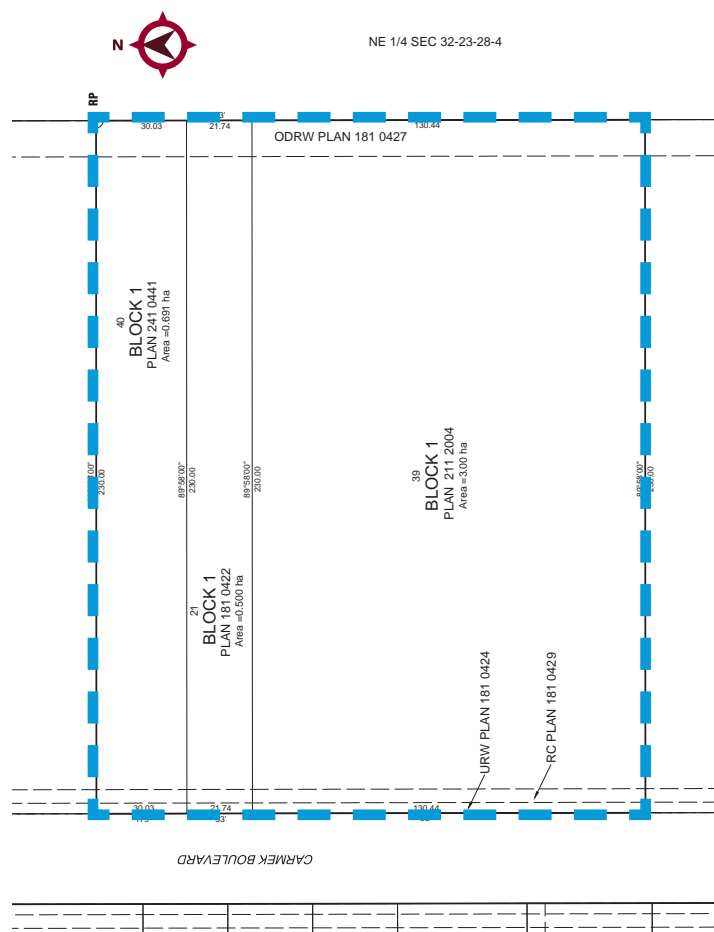 N
NE 1/4 SEC 32-23-28-4
RP
30.03
21.74
130.44
ODRW PLAN 181 0427
40
BLOCK 1
PLAN 241 0441
Area =0.691 ha
230.00
89°58'00"
230.00
89°58'00"
230.00
39
BLOCK 1
PLAN 211 2004
Area =3.00 ha
89°58'00"
230.00
21
BLOCK 1
PLAN 181 0422
Area =0.500 ha
URW PLAN 181 0424
RC PLAN 181 0429
30.03
21.74
130.44
CARMEK BOULEVARD